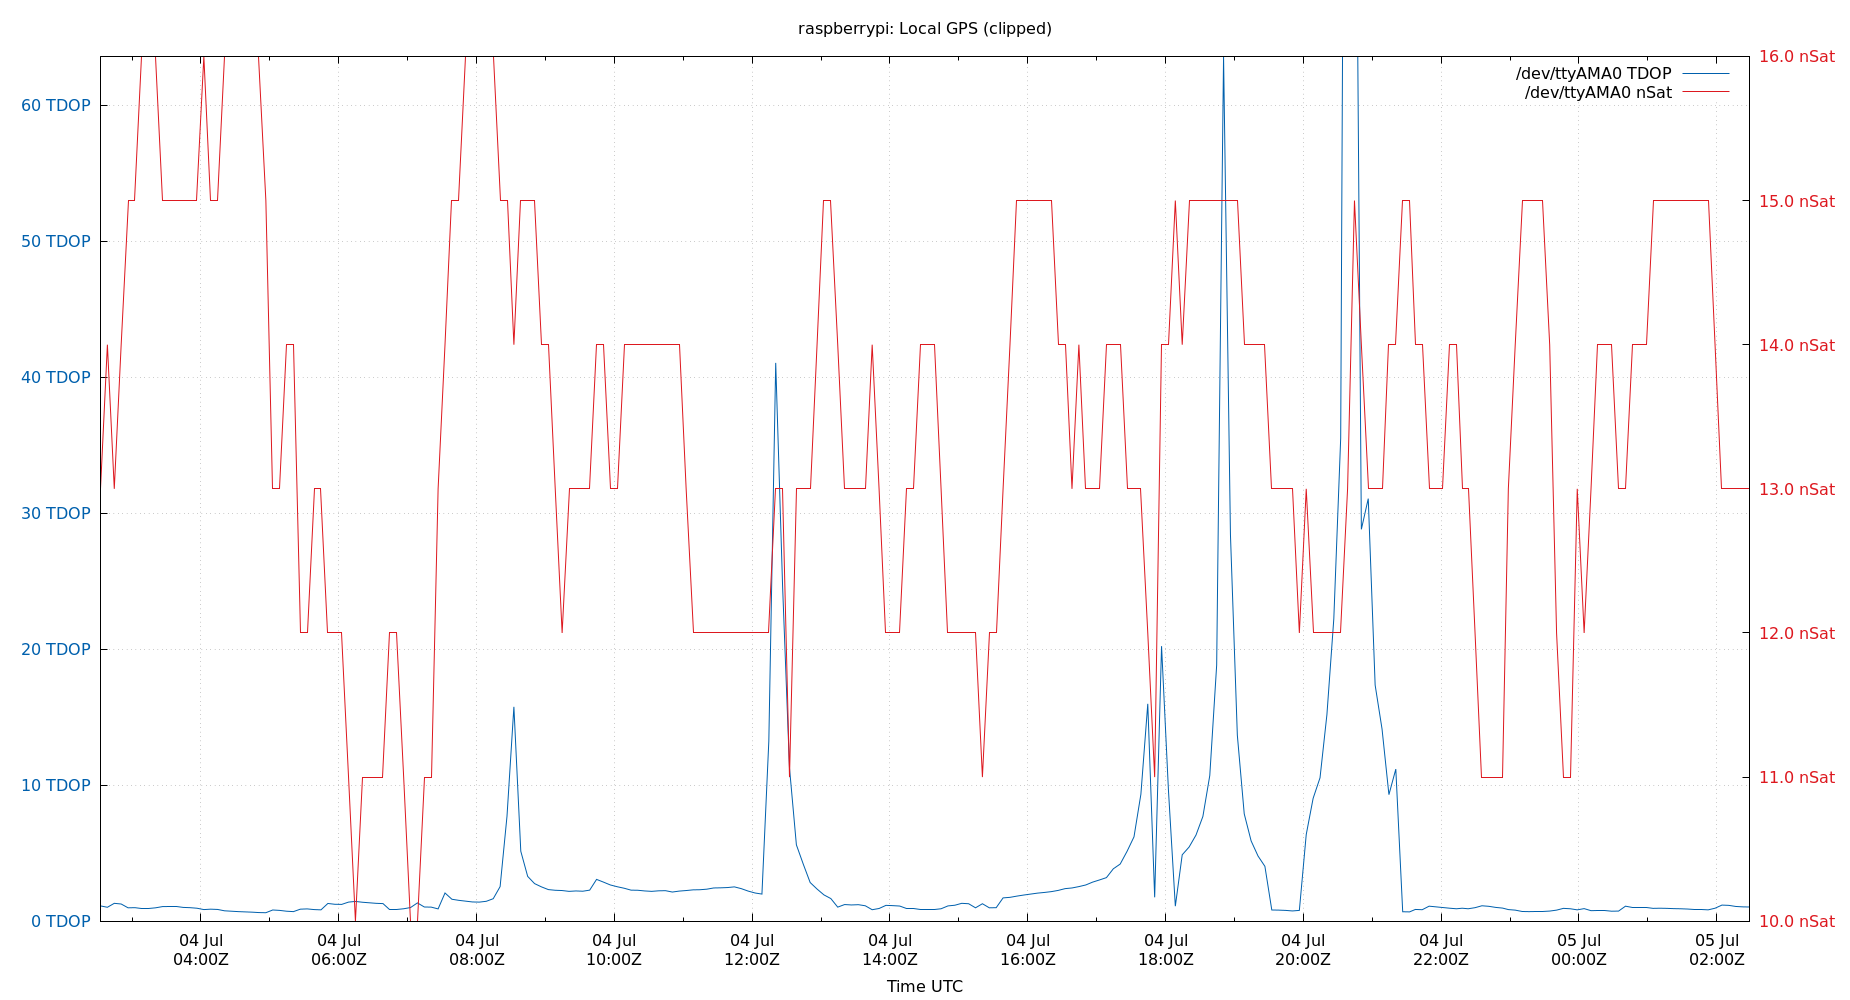 raspberrypi: Local GPS (clipped)
/dev/ttyAMA0 TDOP
/dev/ttyAMA0 nSat
60 TDOP
50 TDOP
40 TDOP
30 TDOP
20 TDOP
10 TDOP
0 TDOP
16.0 nSat
15.0 nSat
14.0 nSat
13.0 nSat
12.0 nSat
11.0 nSat
10.0 nSat
04 Jul
04:00Z
04 Jul
06:00Z
04 Jul
08:00Z
04 Jul
10:00Z
04 Jul
12:00Z
04 Jul
14:00Z
04 Jul
16:00Z
04 Jul
18:00Z
04 Jul
20:00Z
04 Jul
22:00Z
05 Jul
00:00Z
05 Jul
02:00Z
Time UTC